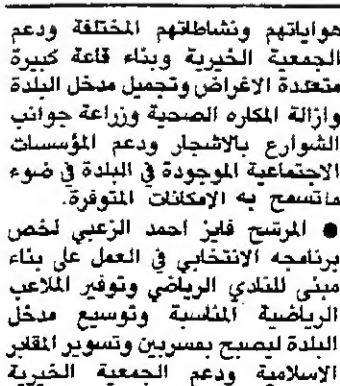 هواياتهم ونشاطاتهم المختلفة ودعم
الجمعية الخيرية وبناء قاعة كبيرة
متعددة الاغراض وتجميل مدخل البلدة
وازالة المكاره الصحية وزراعة جوانب
الشوارع بالاشجار ودعم المؤسسات
الاجتماعية الموجودة في البلدة في ضوء
ماتسمح به الإمكانات المتوفرة.
● المرشح فايز احمد الزعبي لخص
برنامجه الانتخابي في العمل على بناء
مبنى للنادي الرياضي وتوفير الملاعب
الرياضية المناسبة وتوسيع مدخل
البلدة ليصبح بمسربين وتسوير المقابر
الإسلامية ودعم الجمعية الخيرية